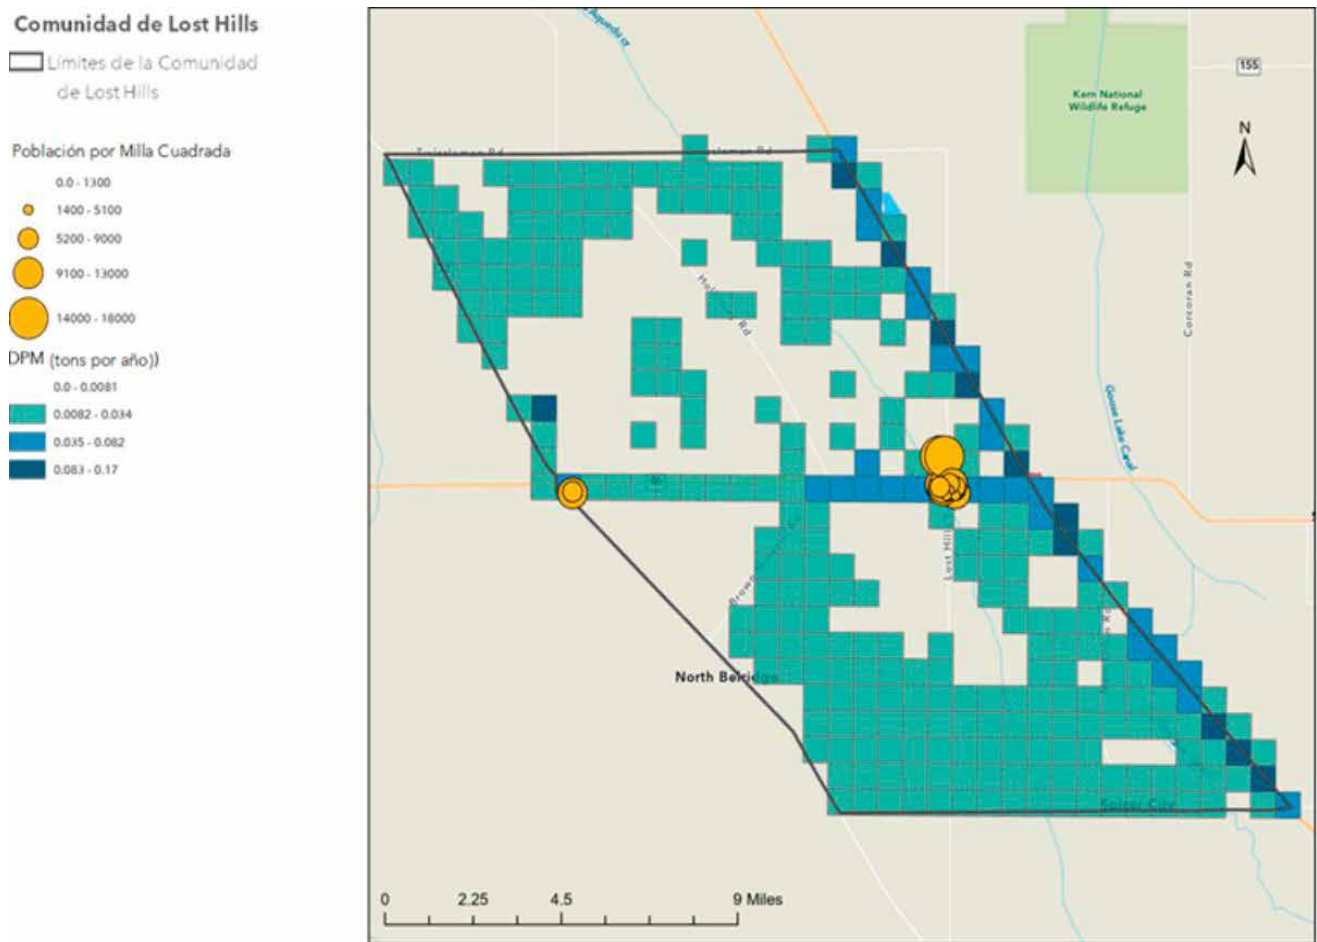 Comunidad de Lost Hills
Límites de la Comunidad
de Lost Hills
Población por Milla Cuadrada
0.0 - 1300
1400 - 5100
5200 - 9000
9100 - 13000
14000 - 18000
DPM (tons por año))
0.0 - 0.0081
0.0082 - 0.034
0.035 - 0.082
0.083 - 0.17
155
Kern National
Wildlife Refuge
N
Corcoran Rd
Goose Lake Canal
Lost Hills
North Belridge
Spicer City
0 2.25 4.5 9 Miles